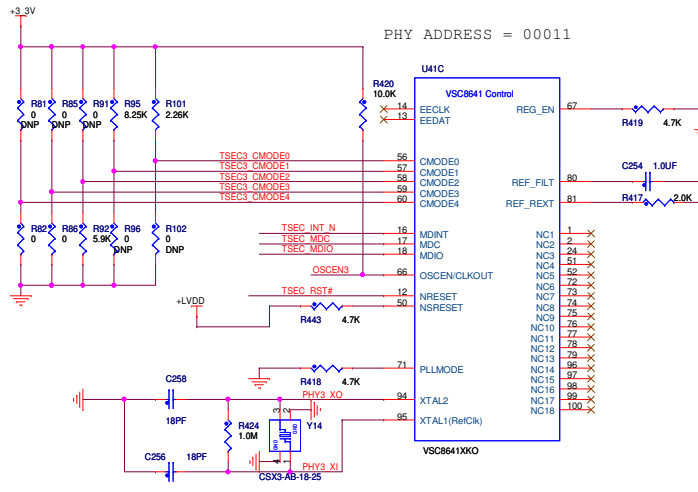 +3_3V
PHY ADDRESS = 00011
U41C
VSC8641 Control
R81
0
DNP
R85
0
DNP
R91
0
DNP
R95
8.25K
R101
2.26K
R420
10.0K
14 EECLK
13 EEDAT
REG_EN 67
R419 4.7K
TSEC3_CMODE0 56 CMODE0
TSEC3_CMODE1 57 CMODE1
TSEC3_CMODE2 58 CMODE2
TSEC3_CMODE3 59 CMODE3
TSEC3_CMODE4 60 CMODE4
C254 1.0UF
REF_FILT 80
REF_REXT 81
R417 2.0K
R82
0
R86
0
R92
5.9K
R96
0
DNP
R102
0
DNP
TSEC_INT_N 16 MDINT
TSEC_MDC 17 MDC
TSEC_MDIO 18 MDIO
OSCEN3 66 OSCEN/CLKOUT
TSEC_RST# 12 NRESET
50 NSRESET
+LVDD
R443 4.7K
NC1 1
NC2 2
NC3 24
NC4 51
NC5 52
NC6 72
NC7 73
NC8 74
NC9 75
NC10 76
NC11 77
NC12 78
NC13 79
NC14 96
NC15 97
NC16 98
NC17 99
NC18 100
71 PLLMODE
R418 4.7K
C258
18PF
PHY3_XO 94 XTAL2
95 XTAL1(RefClk)
R424
1.0M
3 2
GND
GND
4 1
Y14
C256 18PF
PHY3_XI
CSX3-AB-18-25
VSC8641XKO